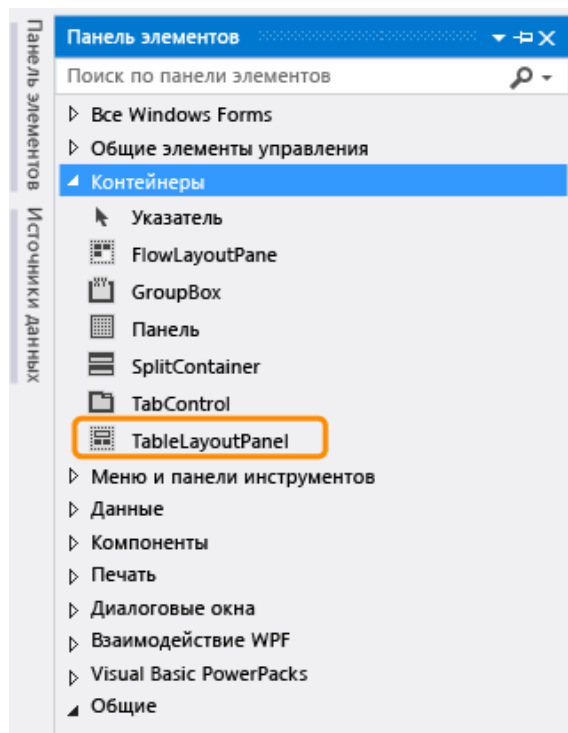 Панель элементов
Источники данных
Панель элементов
Поиск по панели элементов
Все Windows Forms
Общие элементы управления
Контейнеры
Указатель
FlowLayoutPane
GroupBox
Панель
SplitContainer
TabControl
TableLayoutPanel
Меню и панели инструментов
Данные
Компоненты
Печать
Диалоговые окна
Взаимодействие WPF
Visual Basic PowerPacks
Общие